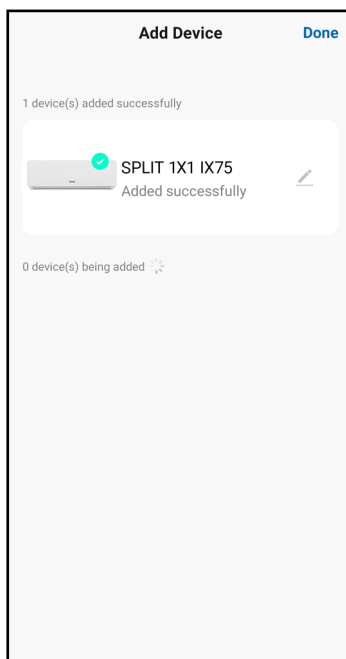 Add Device
Done
1 device(s) added successfully
SPLIT 1X1 IX75
Added successfully
0 device(s) being added